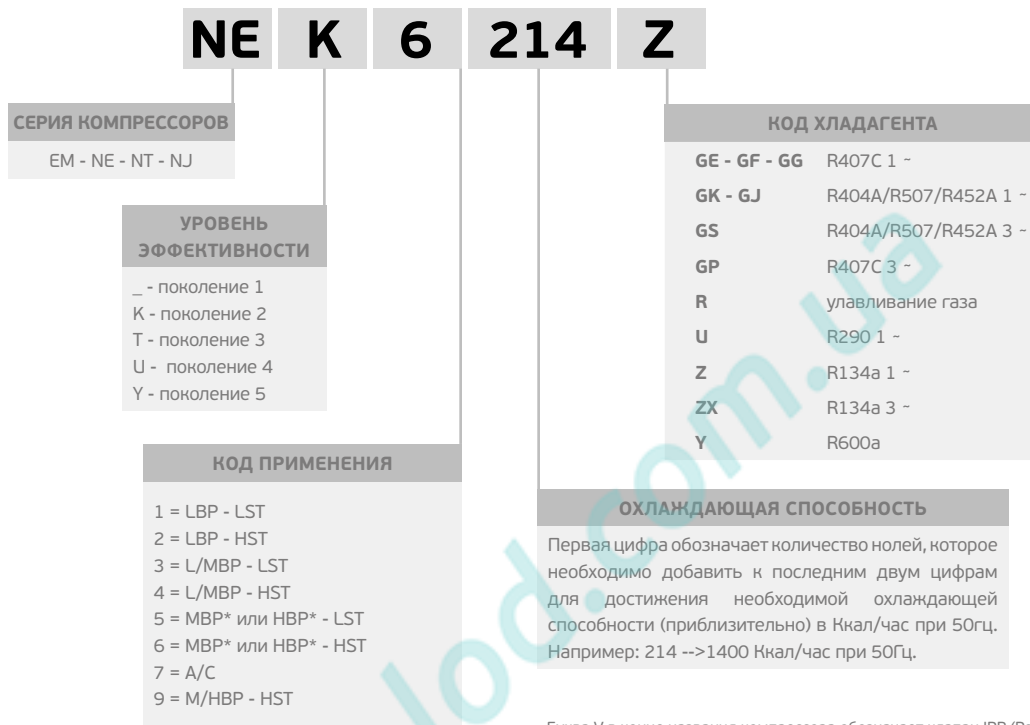 NE K 6 214 Z
СЕРИЯ КОМПРЕССОРОВ
EM - NE - NT - NJ
УРОВЕНЬ
ЭФФЕКТИВНОСТИ
_ - поколение 1
K - поколение 2
T - поколение 3
U - поколение 4
Y - поколение 5
КОД ПРИМЕНЕНИЯ
1 = LBP - LST
2 = LBP - HST
3 = L/MBP - LST
4 = L/MBP - HST
5 = MBP* или HBP* - LST
6 = MBP* или HBP* - HST
7 = A/C
9 = M/HBP - HST
КОД ХЛАДАГЕНТА
GE - GF - GG R407C 1 ~
GK - GJ R404A/R507/R452A 1 ~
GS R404A/R507/R452A 3 ~
GP R407C 3 ~
R улавливание газа
U R290 1 ~
Z R134a 1 ~
ZX R134a 3 ~
Y R600a
ОХЛАЖДАЮЩАЯ СПОСОБНОСТЬ
Первая цифра обозначает количество нолей, которое
необходимо добавить к последним двум цифрам
для достижения необходимой охлаждающей
способности (приблизительно) в Ккал/час при 50гц.
Например: 214 -->1400 Ккал/час при 50Гц.
lod.com.ua